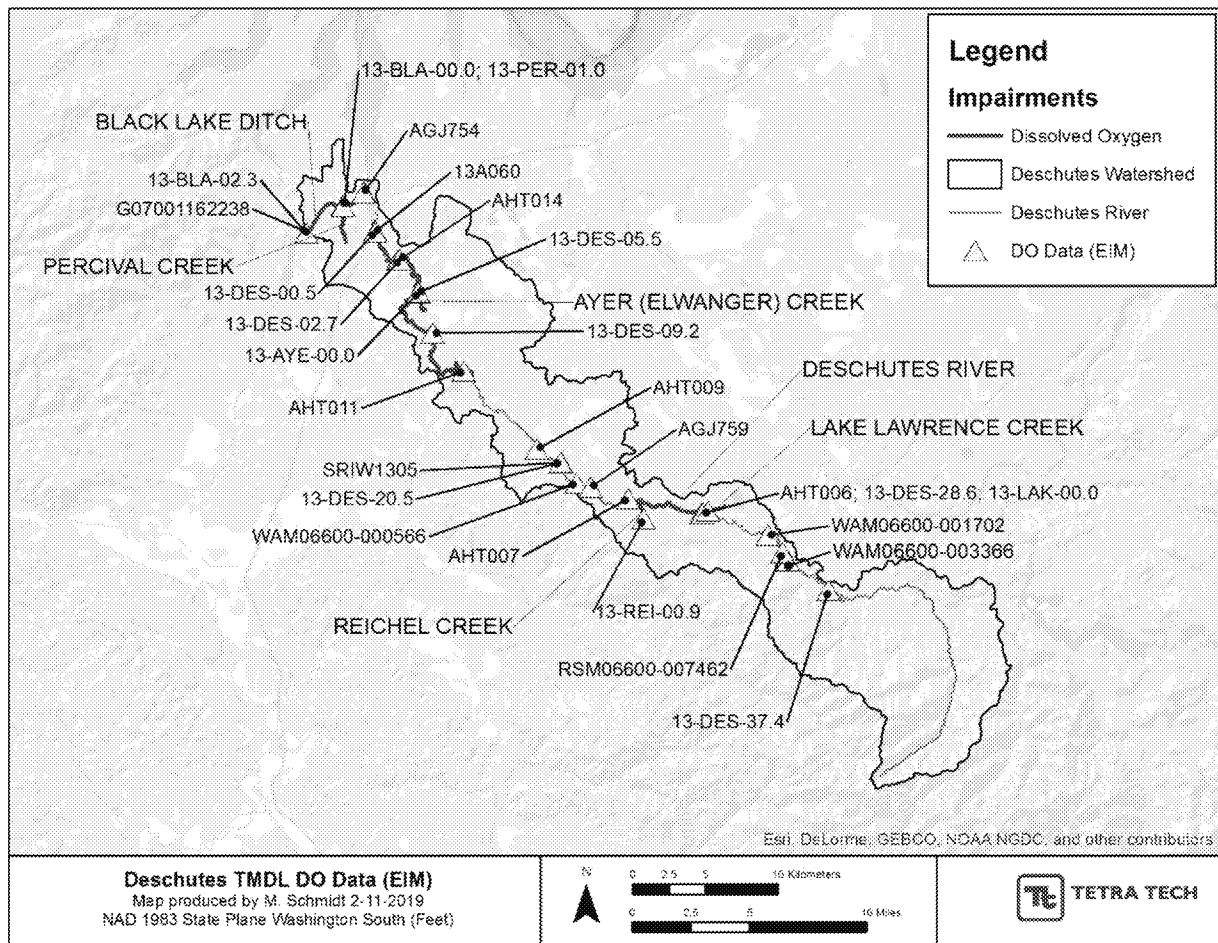 13-BLA-00.0; 13-PER-01.0
BLACK LAKE DITCH
AGJ754
13-BLA-02.3
13A060
G07001162238
AHT014
13-DES-05.5
PERCIVAL CREEK
13-DES-00.5
AYER (ELWANGER) CREEK
13-DES-02.7
13-DES-09.2
13-AYE-00.0
DESCHUTES RIVER
AHT009
AHT011
AGJ759
LAKE LAWRENCE CREEK
SRIW1305
13-DES-20.5
AHT006; 13-DES-28.6; 13-LAK-00.0
WAM06600-000566
WAM06600-001702
AHT007
WAM06600-003366
13-REI-00.9
REICHEL CREEK
RSM06600-007462
13-DES-37.4
Legend
Impairments
Dissolved Oxygen
Deschutes Watershed
Deschutes River
DO Data (EIM)
Esri, DeLorme, GEBCO, NOAA NGDC, and other contributors
Deschutes TMDL DO Data (EIM)
Map produced by M. Schmidt 2-11-2019
NAD 1983 State Plane Washington South (Feet)
N
0 2.5 5 10 Kilometers
0 2.5 5 10 Miles
Tt TETRA TECH